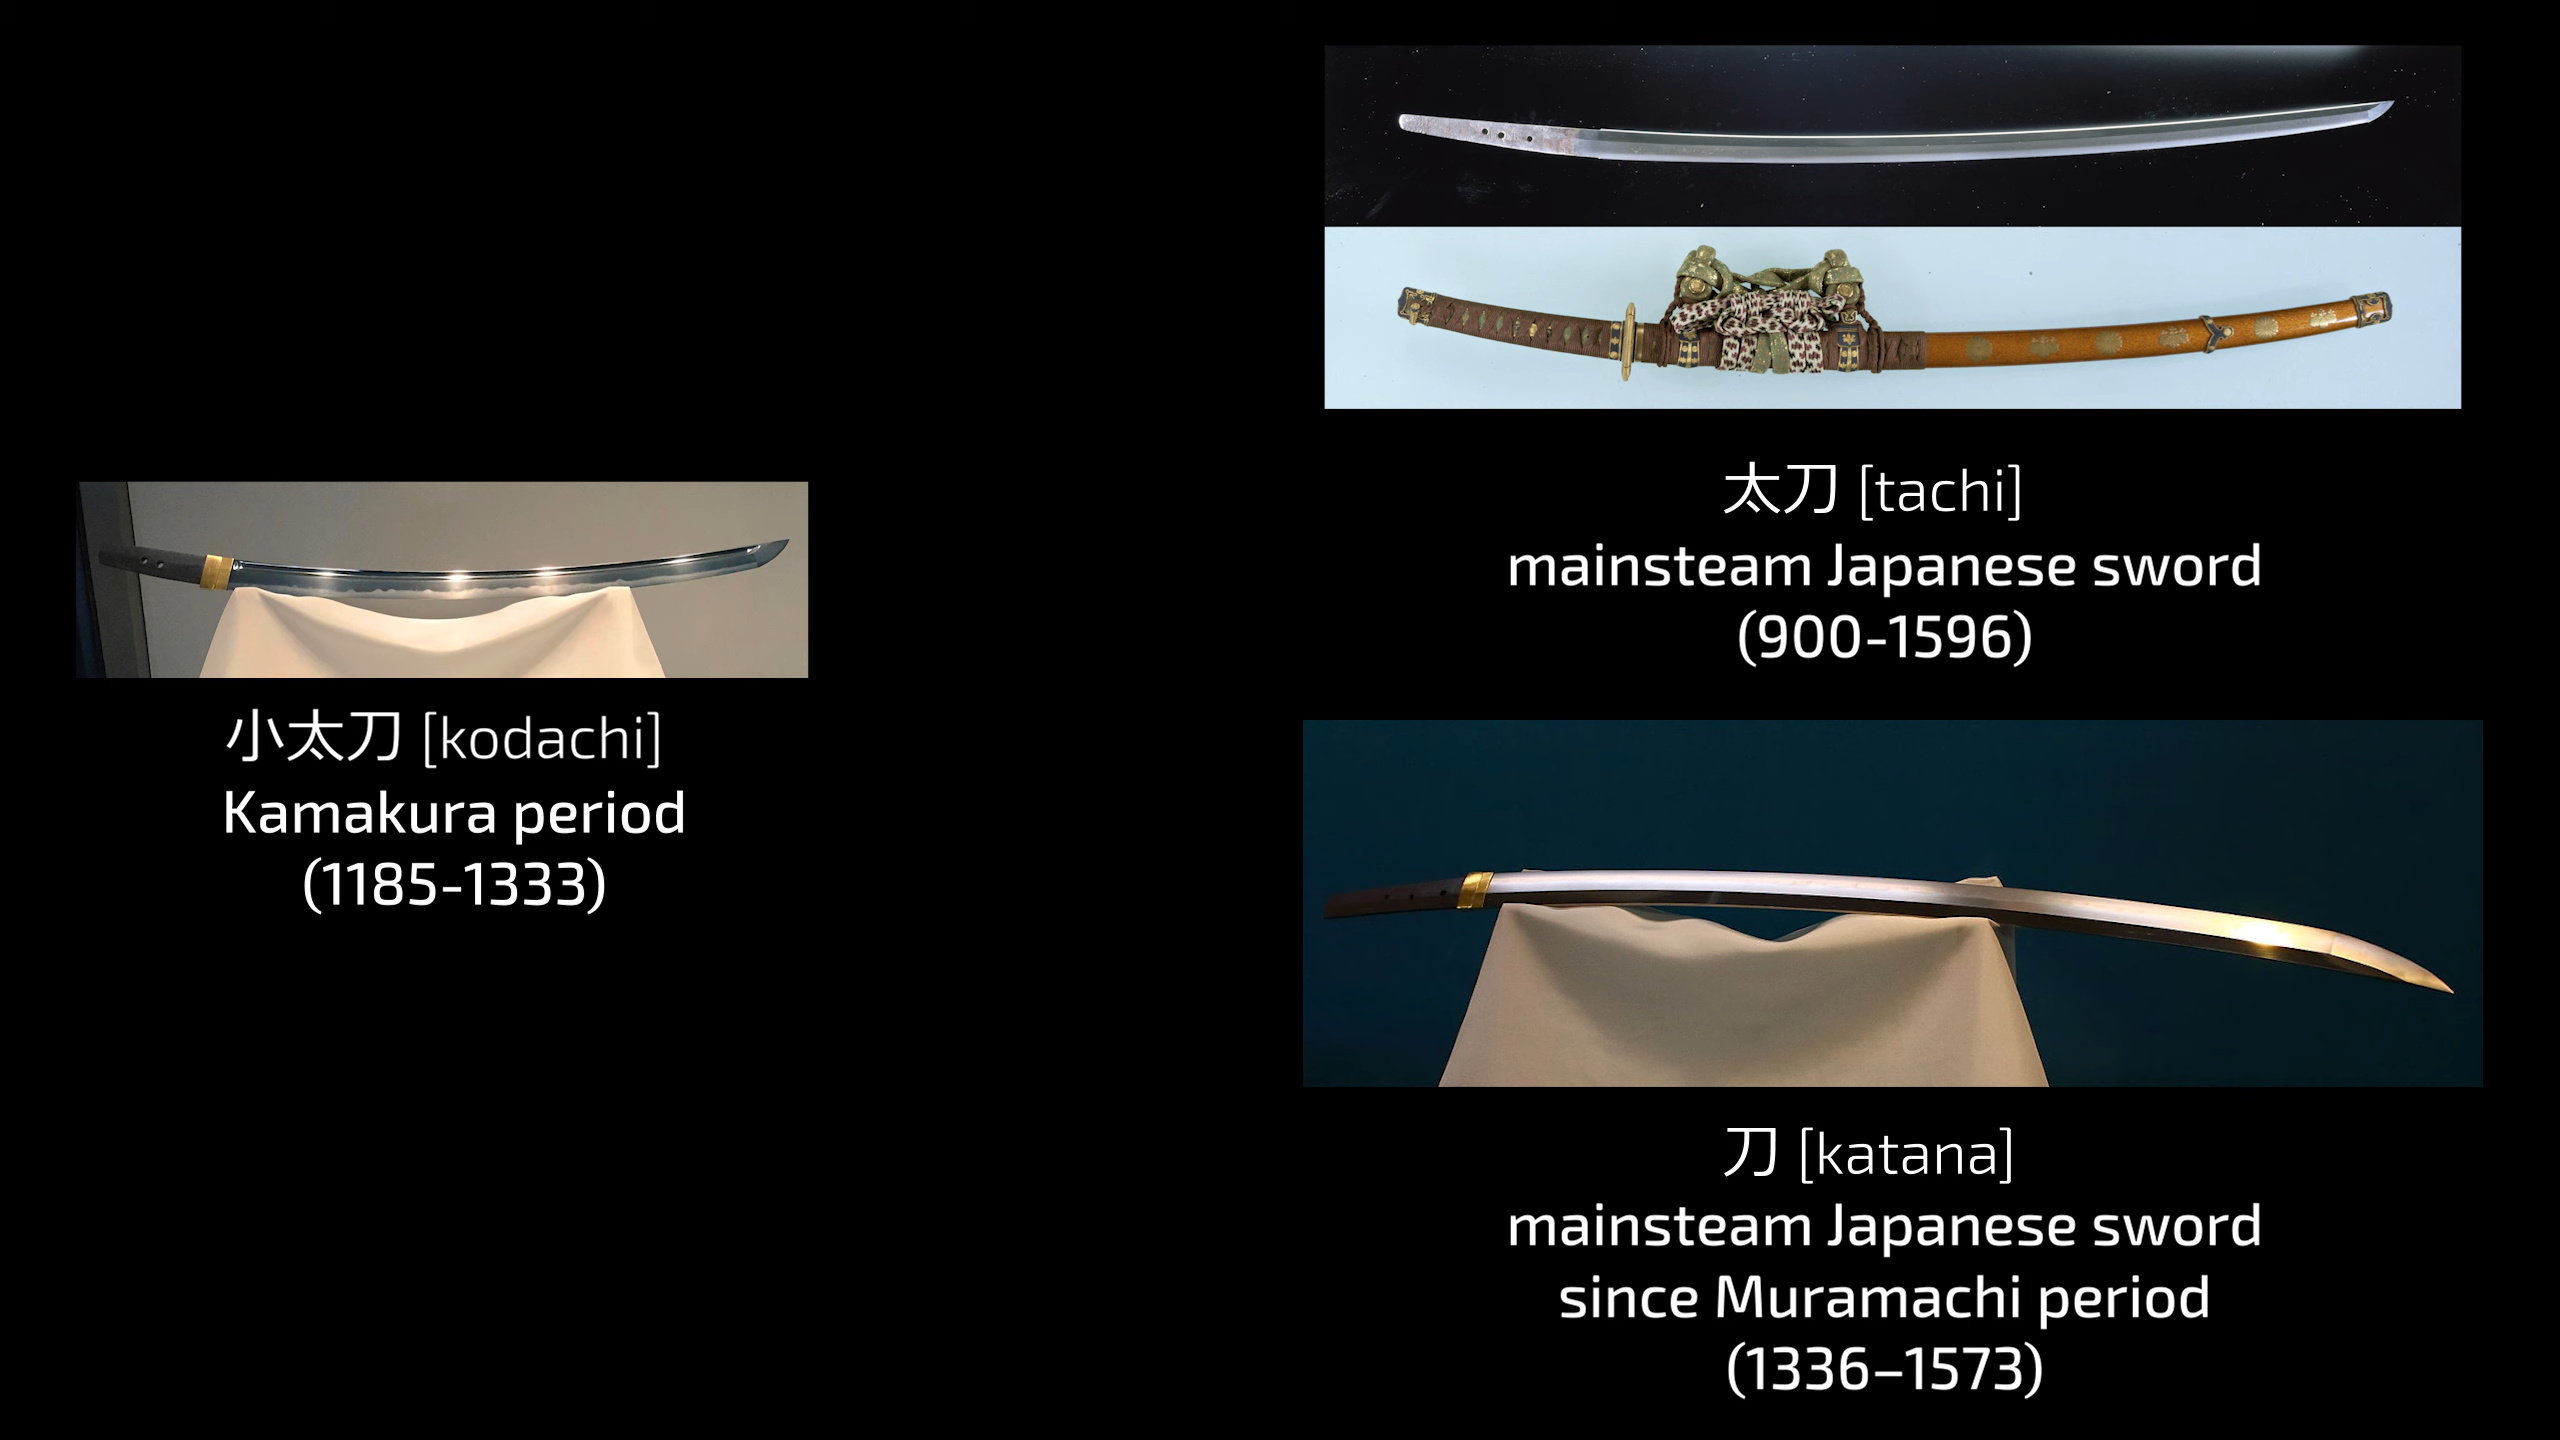 小太刀 [kodachi]
Kamakura period
(1185-1333)
太刀 [tachi]
mainsteam Japanese sword
(900-1596)
刀 [katana]
mainsteam Japanese sword
since Muramachi period
(1336–1573)